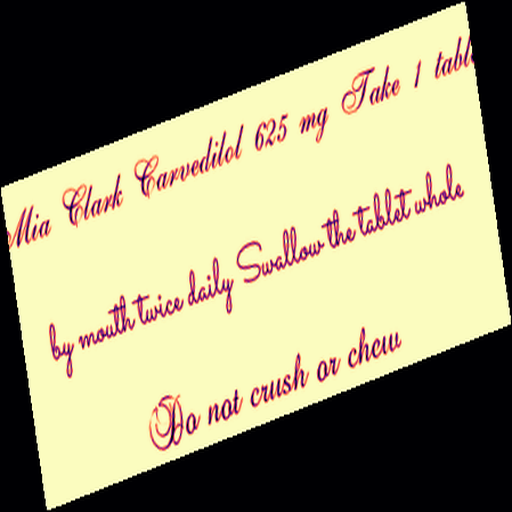 Mia Clark Carvedilol 625 mg Take 1 tabl
by mouth twice daily Swallow the tablet whole
Do not crush or chew